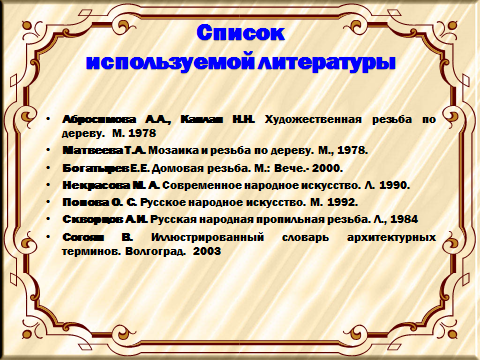 Список
используемой литературы
• Абросимова А.А., Каплан Н.Н. Художественная резьба по
дереву. М. 1978
• Матвеева Т.А. Мозаика и резьба по дереву. М., 1978.
• Богатырев Е.Е. Домовая резьба. М.: Вече.- 2000.
• Некрасова М. А. Современное народное искусство. Л. 1990.
• Попова О. С. Русское народное искусство. М. 1992.
• Скворцов А.И. Русская народная пропильная резьба. Л., 1984
• Согоян В. Иллюстрированный словарь архитектурных
терминов. Волгоград. 2003